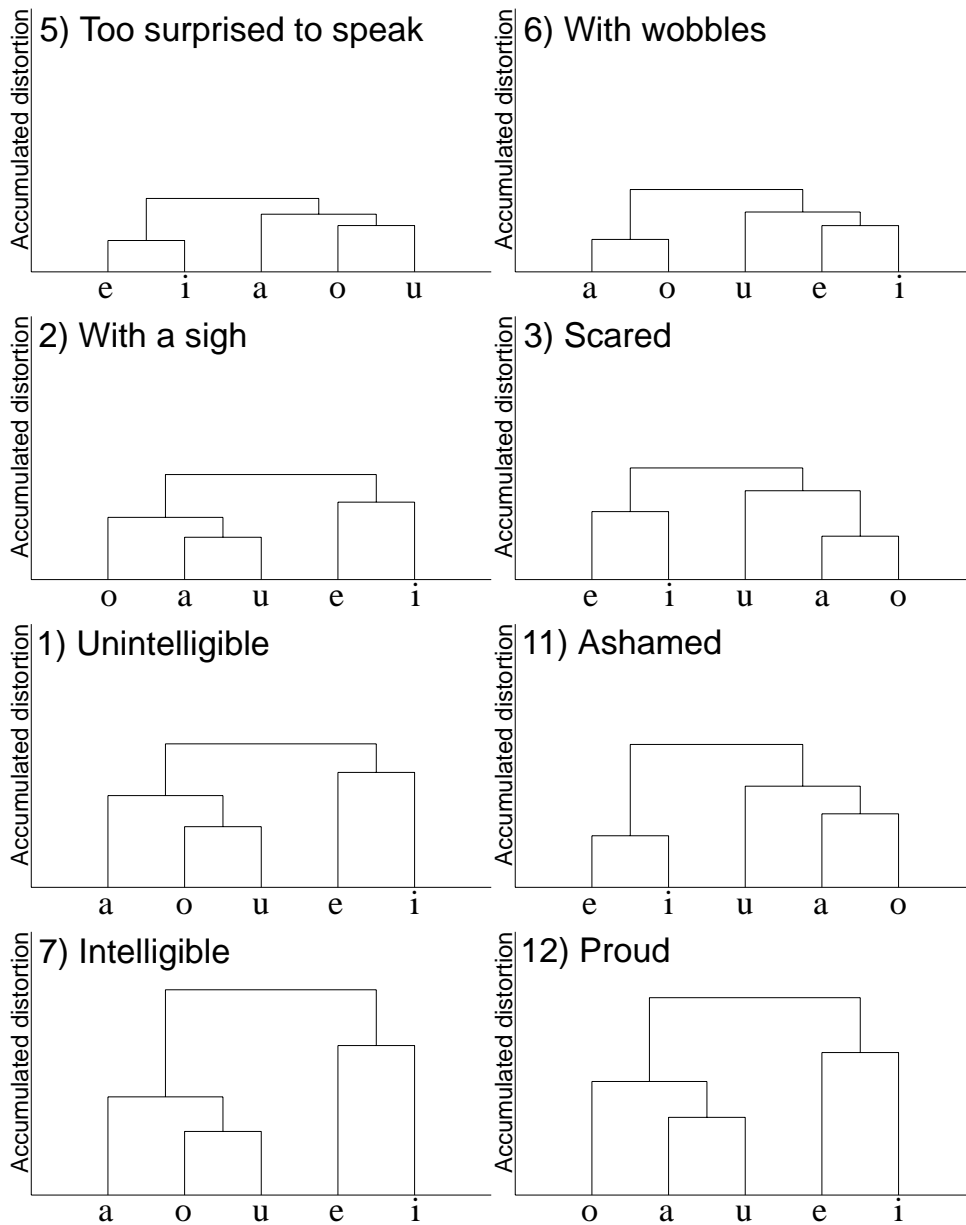 Accumulated distortion
5) Too surprised to speak
e i a o u
Accumulated distortion
6) With wobbles
a o u e i
Accumulated distortion
2) With a sigh
o a u e i
Accumulated distortion
3) Scared
e i u a o
Accumulated distortion
1) Unintelligible
a o u e i
Accumulated distortion
11) Ashamed
e i u a o
Accumulated distortion
7) Intelligible
a o u e i
Accumulated distortion
12) Proud
o a u e i